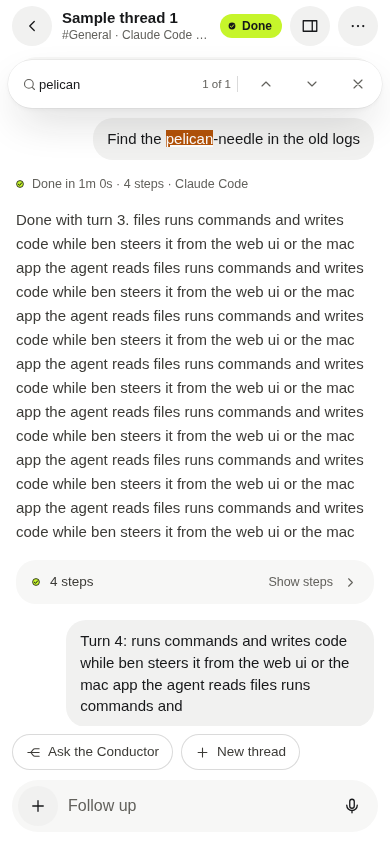 Sample thread 1
#General · Claude Code ...
Done
pelican
1 of 1
Find the pelican-needle in the old logs
Done in 1m 0s · 4 steps · Claude Code
Done with turn 3. files runs commands and writes
code while ben steers it from the web ui or the mac
app the agent reads files runs commands and writes
code while ben steers it from the web ui or the mac
app the agent reads files runs commands and writes
code while ben steers it from the web ui or the mac
app the agent reads files runs commands and writes
code while ben steers it from the web ui or the mac
app the agent reads files runs commands and writes
code while ben steers it from the web ui or the mac
app the agent reads files runs commands and writes
code while ben steers it from the web ui or the mac
app the agent reads files runs commands and writes
code while ben steers it from the web ui or the mac
4 steps
Show steps
Turn 4: runs commands and writes code
while ben steers it from the web ui or the
mac app the agent reads files runs
commands and
Ask the Conductor
New thread
Follow up